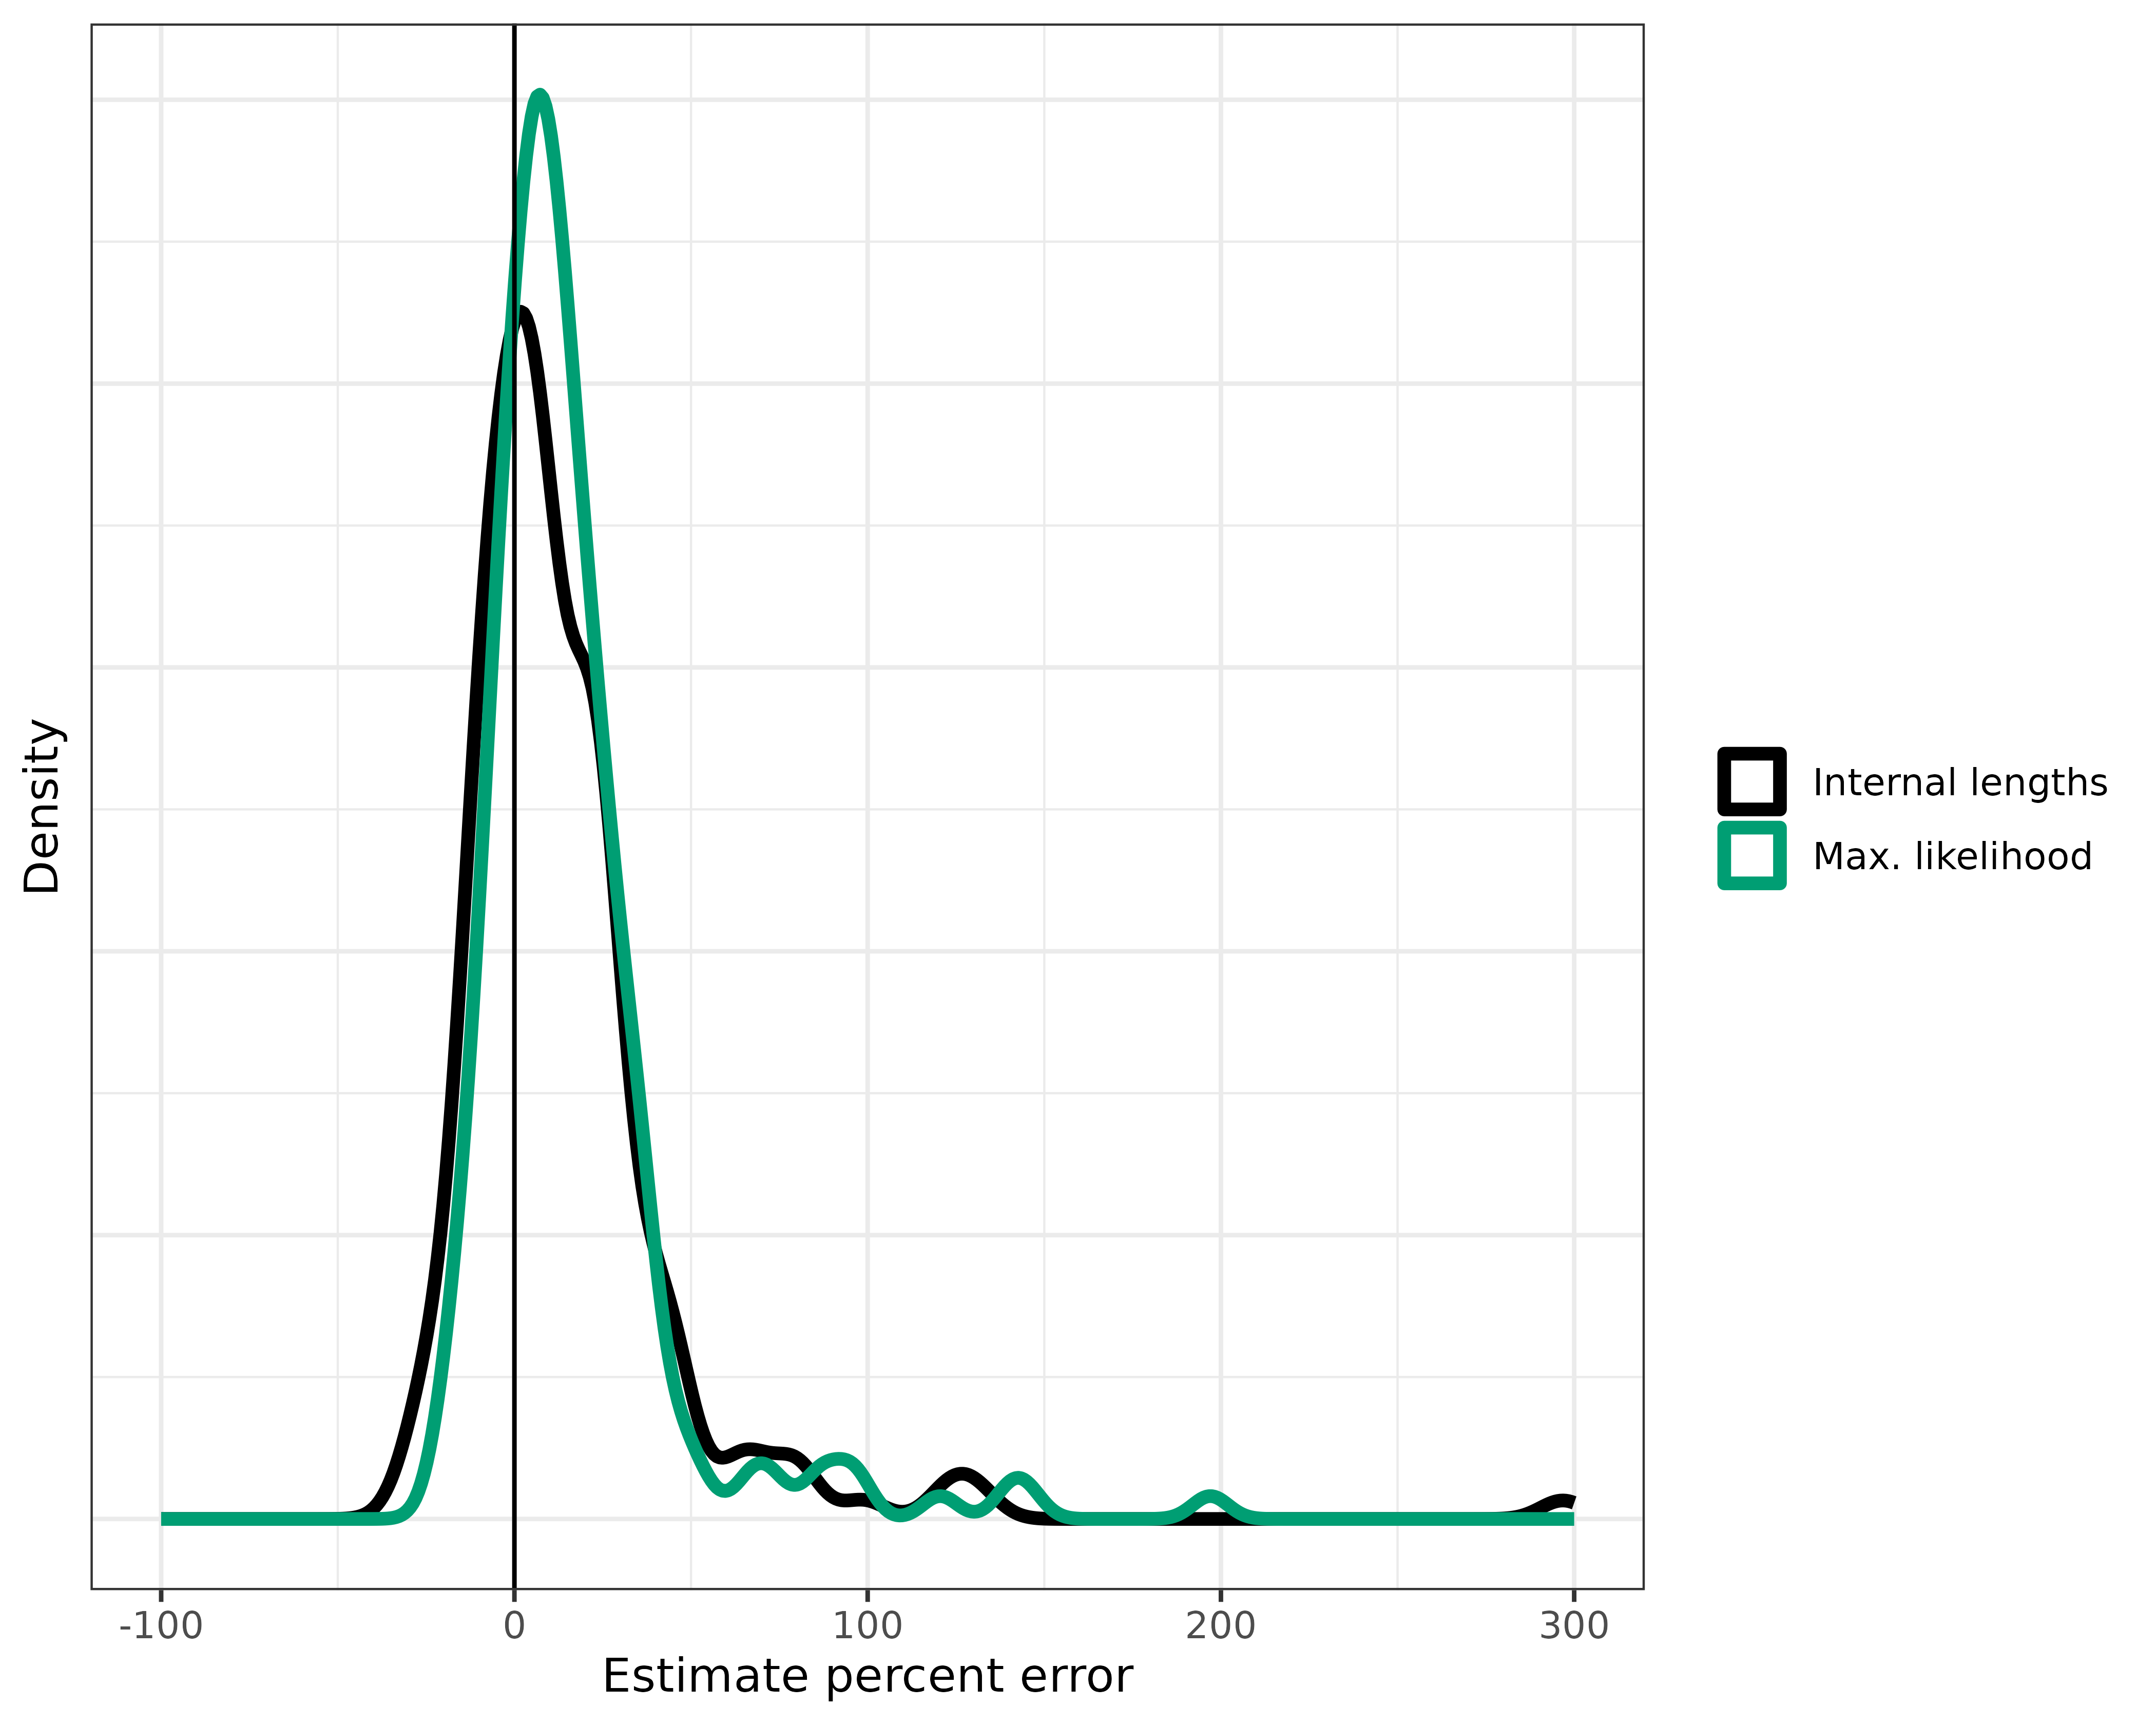 Density
-100
0
100
200
300
Estimate percent error
Internal lengths
Max. likelihood